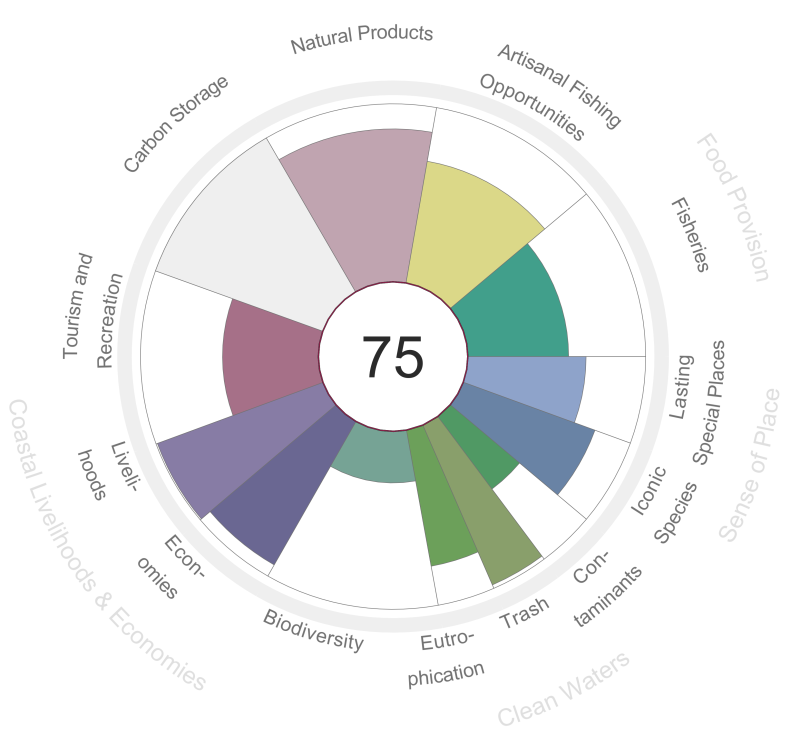 Natural Products
Artisanal Fishing
Opportunities
Carbon Storage
Food Provision
Fisheries
Tourism and
Recreation
75
Lasting
Special Places
Sense of Place
Iconic
Species
Con-
taminants
Trash
Clean Waters
Eutro-
phication
Biodiversity
Econ-
omies
Liveli-
hoods
Coastal Livelihoods & Economies